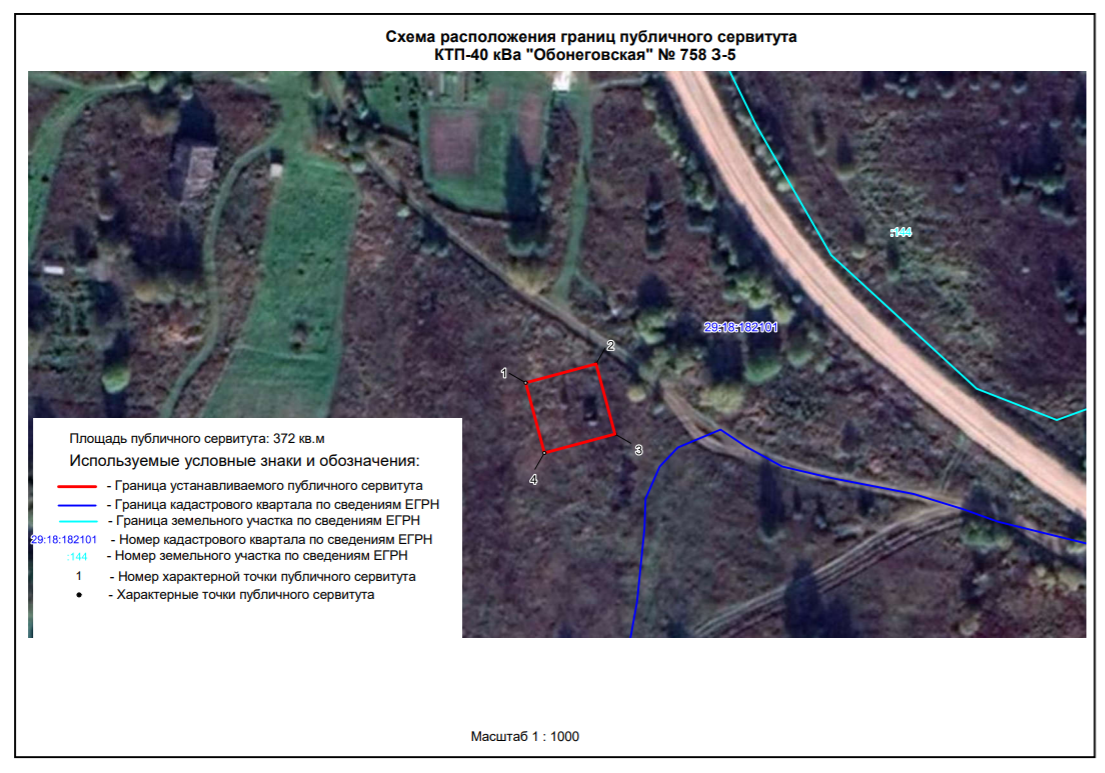 Схема расположения границ публичного сервитута
КТП-40 кВа "Обонеговская" № 758 З-5
:144
29:18:182101
2
1
3
4
Площадь публичного сервитута: 372 кв.м
Используемые условные знаки и обозначения:
- Граница устанавливаемого публичного сервитута
- Граница кадастрового квартала по сведениям ЕГРН
- Граница земельного участка по сведениям ЕГРН
29:18:182101 - Номер кадастрового квартала по сведениям ЕГРН
:144 - Номер земельного участка по сведениям ЕГРН
1 - Номер характерной точки публичного сервитута
- Характерные точки публичного сервитута
Масштаб 1 : 1000